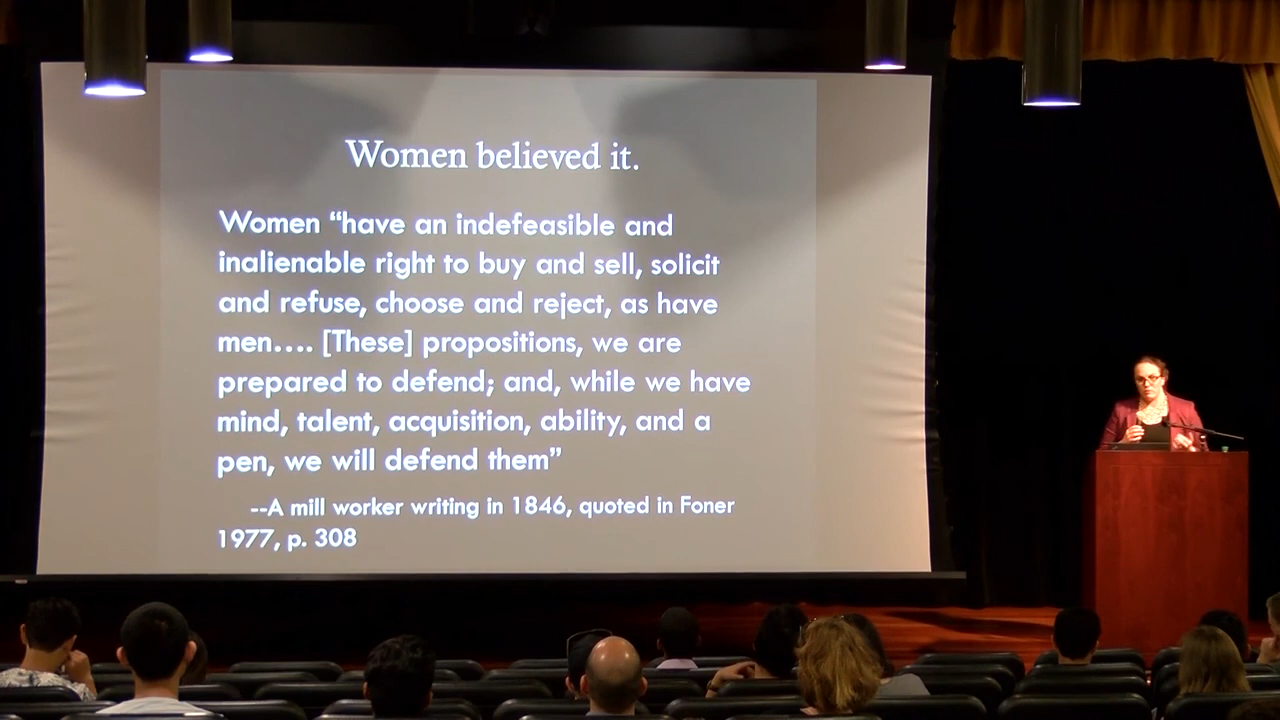 Women believed it.
Women “have an indefeasible and
inalienable right to buy and sell, solicit
and refuse, choose and reject, as have
men…. [These] propositions, we are
prepared to defend; and, while we have
mind, talent, acquisition, ability, and a
pen, we will defend them”
--A mill worker writing in 1846, quoted in Foner
1977, p. 308